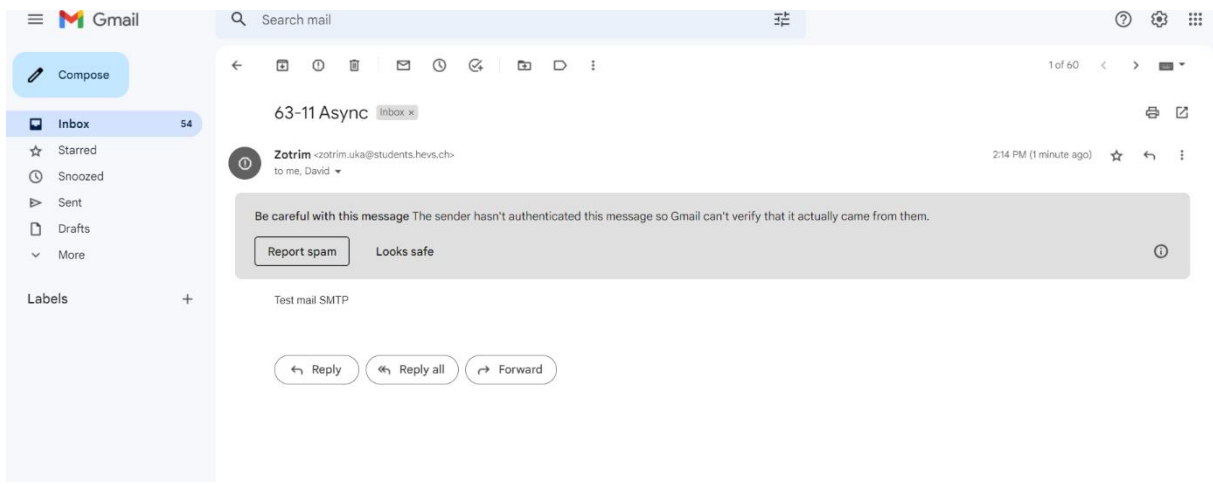 Gmail
Search mail
Compose
1 of 60
63-11 Async Inbox ×
Inbox 54
Starred
Snoozed
Sent
Drafts
More
Labels +
Zotrim <zotrim.uka@students.hevs.ch>
2:14 PM (1 minute ago)
to me, David
Be careful with this message The sender hasn't authenticated this message so Gmail can't verify that it actually came from them.
Report spam Looks safe
Test mail SMTP
Reply Reply all Forward